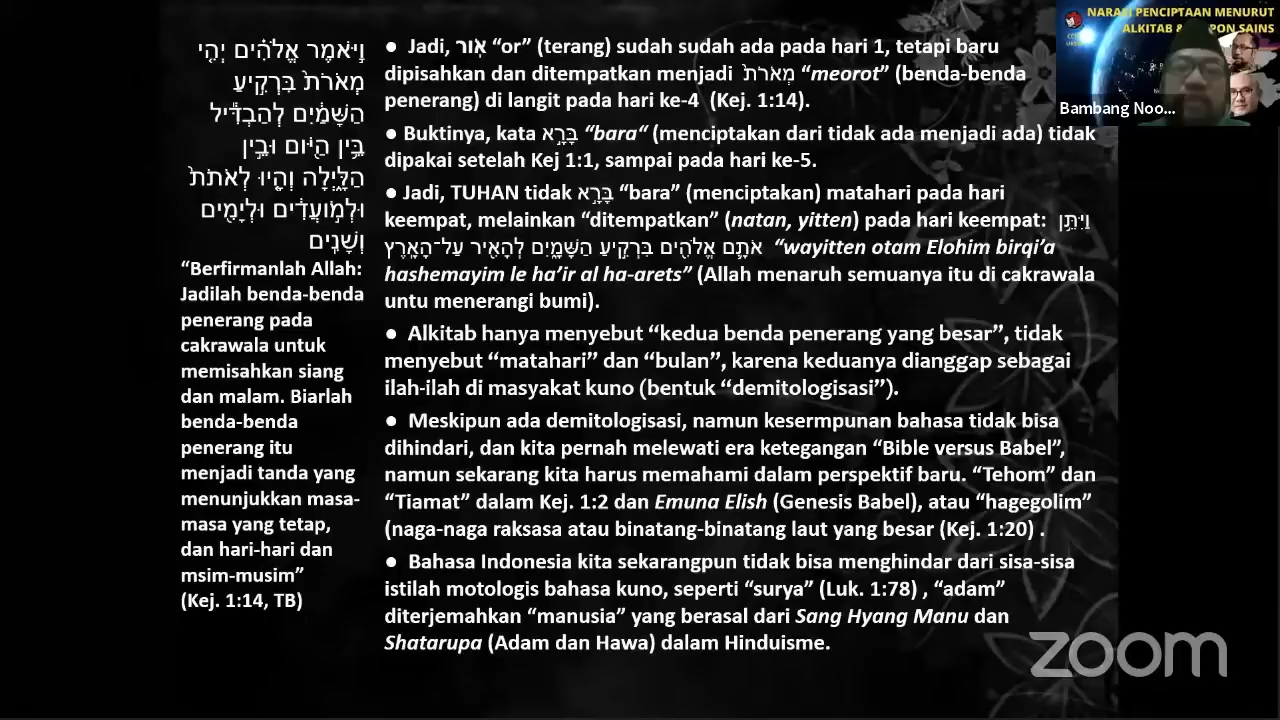 וַיֹּאמֶר אֱלֹהִים יְהִי
מְאֹרֹת בִּרְקִיעַ
הַשָּׁמַיִם לְהַבְדִּיל
בֵּין הַיּוֹם וּבֵין
הַלָּיְלָה וְהָיוּ לְאֹתֹת
וּלְמוֹעֲדִים וּלְיָמִים
וְשָׁנִים
“Berfirmanlah Allah:
Jadilah benda-benda
penerang pada
cakrawala untuk
memisahkan siang
dan malam. Biarlah
benda-benda
penerang itu
menjadi tanda yang
menunjukkan masa-
masa yang tetap,
dan hari-hari dan
msim-musim”
(Kej. 1:14, TB)
● Jadi, אוֹר “or” (terang) sudah sudah ada pada hari 1, tetapi baru
dipisahkan dan ditempatkan menjadi מְאֹרֹת “meorot” (benda-benda
penerang) di langit pada hari ke-4 (Kej. 1:14).
● Buktinya, kata בָּרָא “bara“ (menciptakan dari tidak ada menjadi ada) tidak
dipakai setelah Kej 1:1, sampai pada hari ke-5.
● Jadi, TUHAN tidak בָּרָא “bara” (menciptakan) matahari pada hari
keempat, melainkan “ditempatkan” (natan, yitten) pada hari keempat: וַיִּתֵּן
אֹתָם אֱלֹהִים בִּרְקִיעַ הַשָּׁמָיִם לְהָאִיר עַל־הָאָרֶץ “wayitten otam Elohim birqi’a
hashemayim le ha’ir al ha-arets” (Allah menaruh semuanya itu di cakrawala
untu menerangi bumi).
● Alkitab hanya menyebut “kedua benda penerang yang besar”, tidak
menyebut “matahari” dan “bulan”, karena keduanya dianggap sebagai
ilah-ilah di masyakat kuno (bentuk “demitologisasi”).
● Meskipun ada demitologisasi, namun kesermpunan bahasa tidak bisa
dihindari, dan kita pernah melewati era ketegangan “Bible versus Babel”,
namun sekarang kita harus memahami dalam perspektif baru. “Tehom” dan
“Tiamat” dalam Kej. 1:2 dan Emuna Elish (Genesis Babel), atau “hagegolim”
(naga-naga raksasa atau binatang-binatang laut yang besar (Kej. 1:20) .
● Bahasa Indonesia kita sekarangpun tidak bisa menghindar dari sisa-sisa
istilah motologis bahasa kuno, seperti “surya” (Luk. 1:78) , “adam”
diterjemahkan “manusia” yang berasal dari Sang Hyang Manu dan
Shatarupa (Adam dan Hawa) dalam Hinduisme.
NARASI PENCIPTAAN MENURUT
ALKITAB &
PON SAINS
Bambang Noo...
zoom